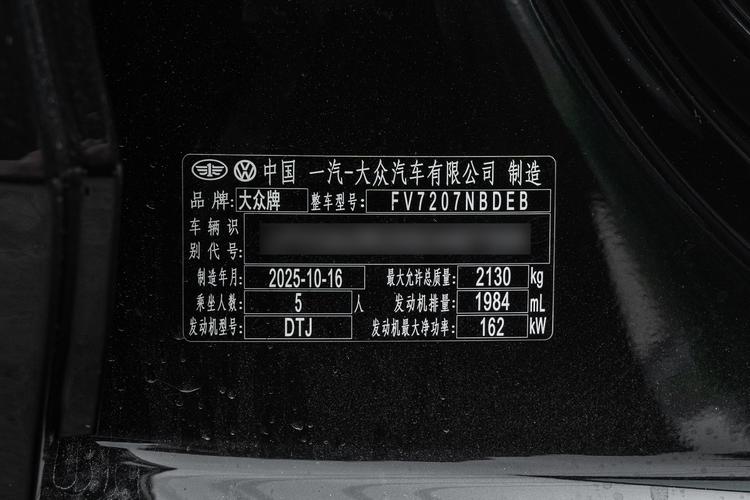 中国 一汽-大众汽车有限公司 制造
品牌: 大众牌 整车型号: FV7207NBDEB
车辆识
别代号:
制造年月: 2025-10-16 最大允许总质量: 2130 kg
乘坐人数: 5 人 发动机排量: 1984 mL
发动机型号: DTJ 发动机最大净功率: 162 kW